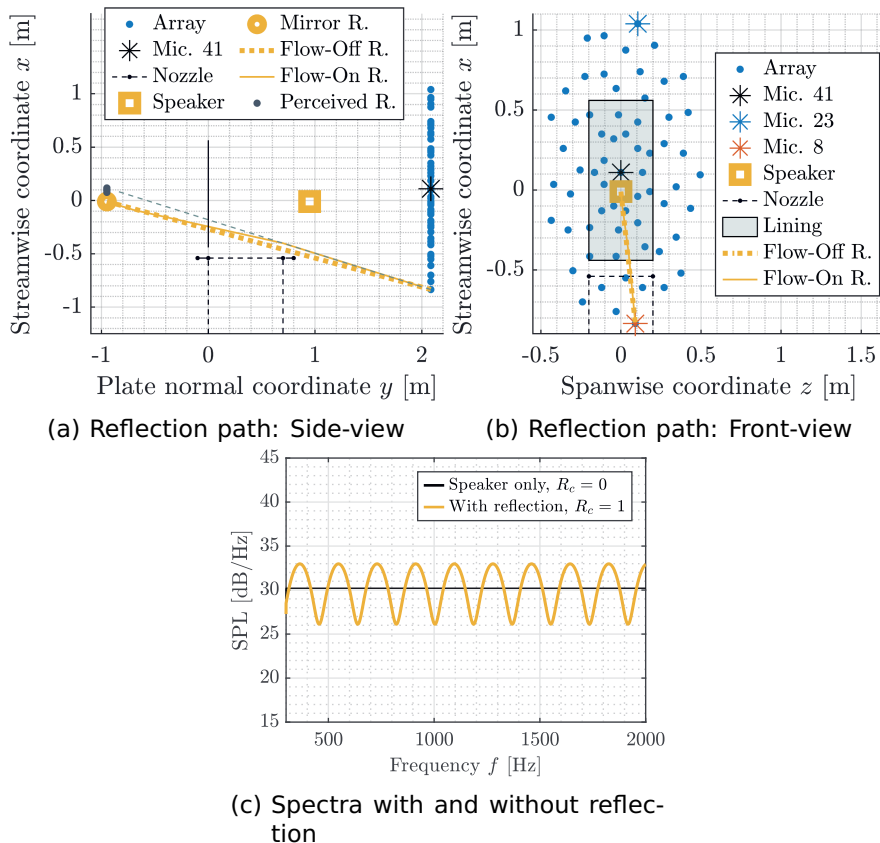 Array
Mic. 41
Nozzle
Speaker
Mirror R.
Flow-Off R.
Flow-On R.
Perceived R.
Streamwise coordinate x [m]
1
0.5
0
-0.5
-1
-1
0
1
2
Plate normal coordinate y [m]
(a) Reflection path: Side-view
Array
Mic. 41
Mic. 23
Mic. 8
Speaker
Nozzle
Lining
Flow-Off R.
Flow-On R.
Streamwise coordinate x [m]
1
0.5
0
-0.5
-0.5
0
0.5
1
1.5
Spanwise coordinate z [m]
(b) Reflection path: Front-view
Speaker only, R_c = 0
With reflection, R_c = 1
SPL [dB/Hz]
45
40
35
30
25
20
15
500
1000
1500
2000
Frequency f [Hz]
(c) Spectra with and without reflec-
tion